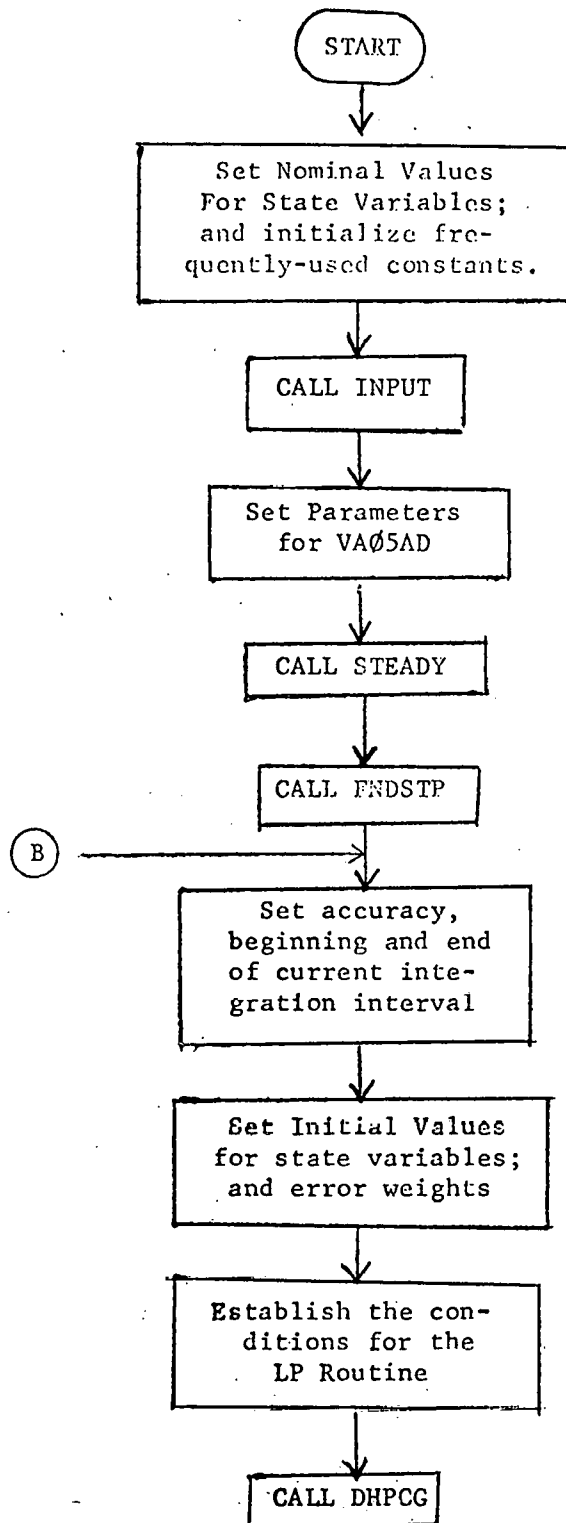 START
Set Nominal Values
For State Variables;
and initialize fre-
quently-used constants.
CALL INPUT
Set Parameters
for VAØ5AD
CALL STEADY
CALL FNDSTP
B
Set accuracy,
beginning and end
of current inte-
gration interval
Set Initial Values
for state variables;
and error weights
Establish the con-
ditions for the
LP Routine
CALL DHPCG